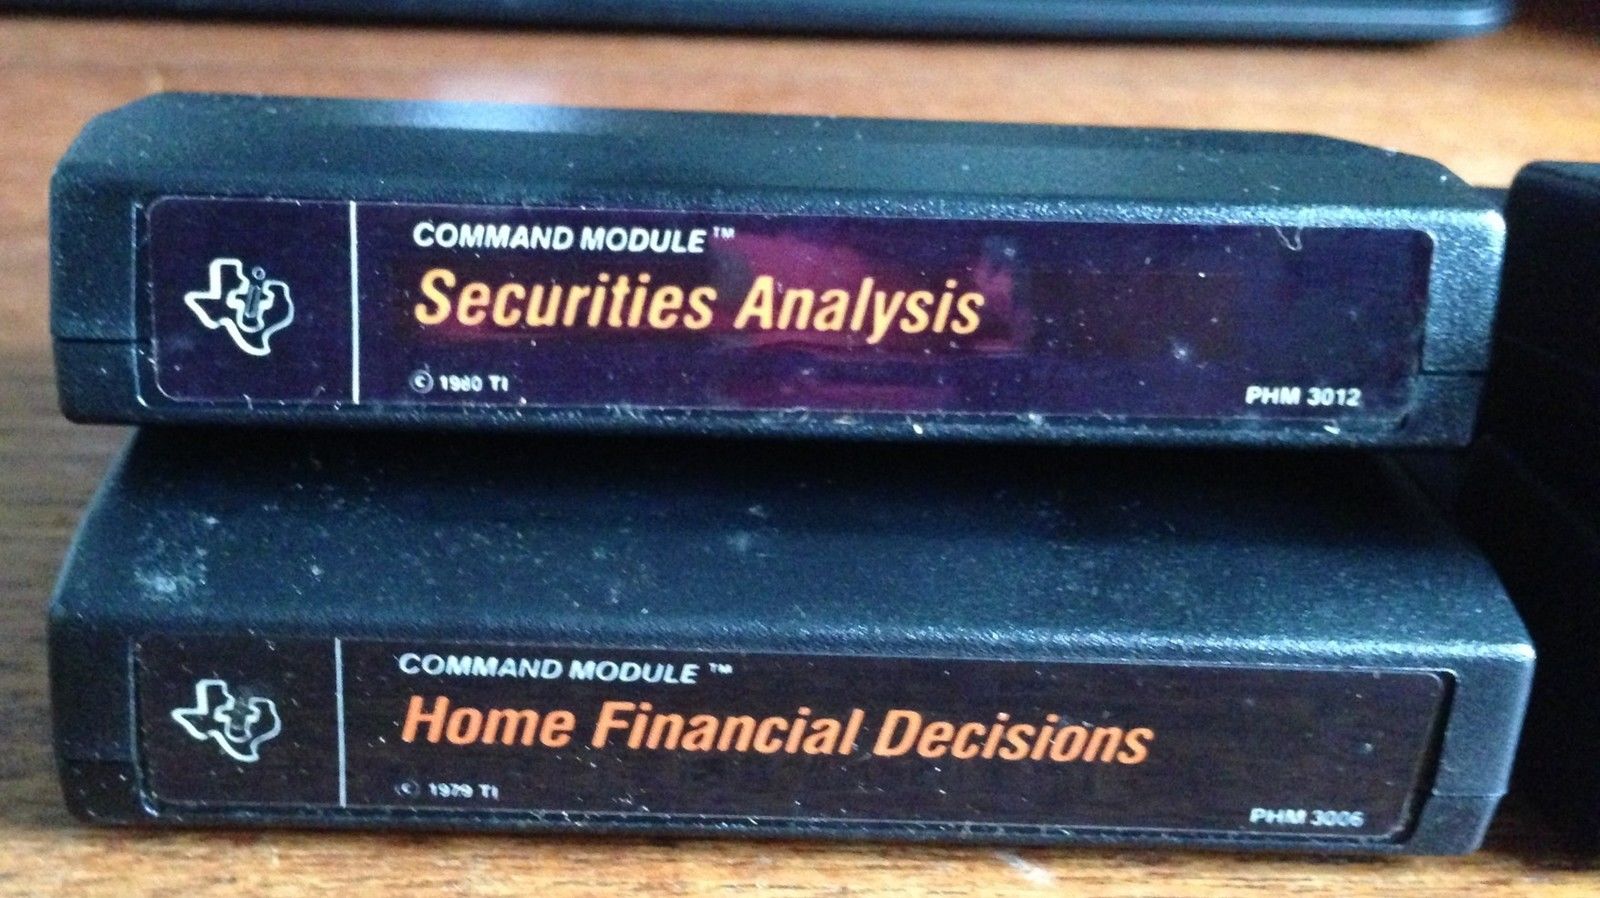 COMMAND MODULE™
Securities Analysis
© 1980 TI
PHM 3012
COMMAND MODULE™
Home Financial Decisions
© 1979 TI
PHM 3006